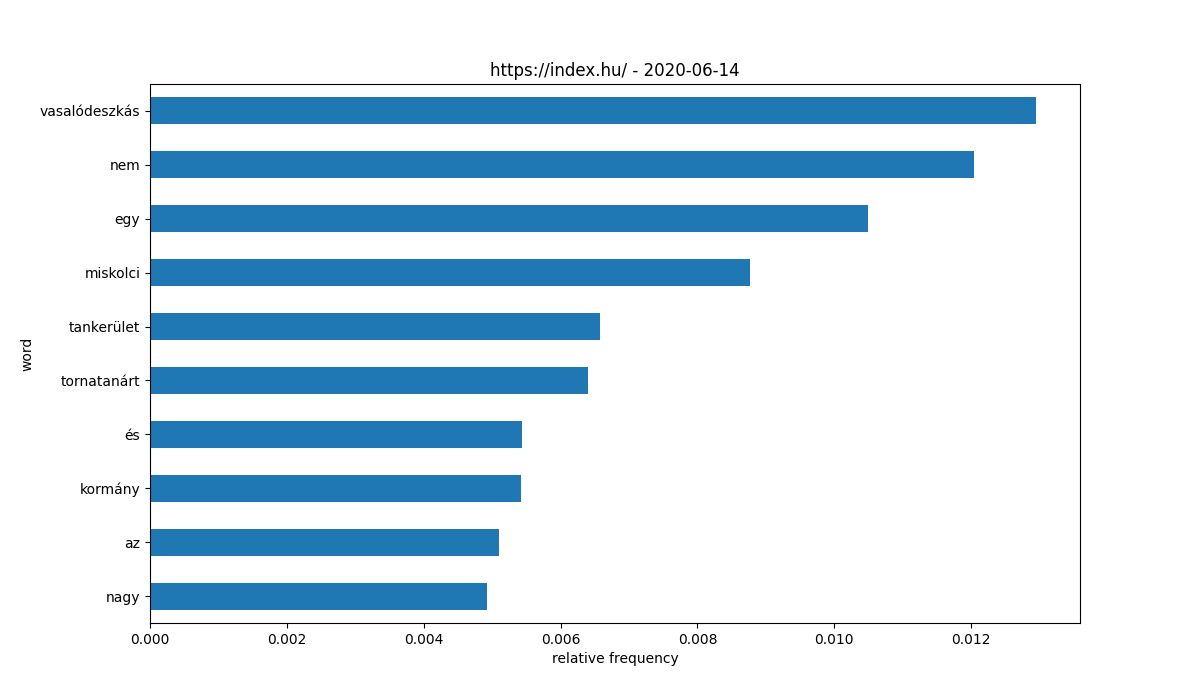 https://index.hu/ - 2020-06-14
word
vasalódeszkás
nem
egy
miskolci
tankerület
tornatanárt
és
kormány
az
nagy
0.000 0.002 0.004 0.006 0.008 0.010 0.012
relative frequency